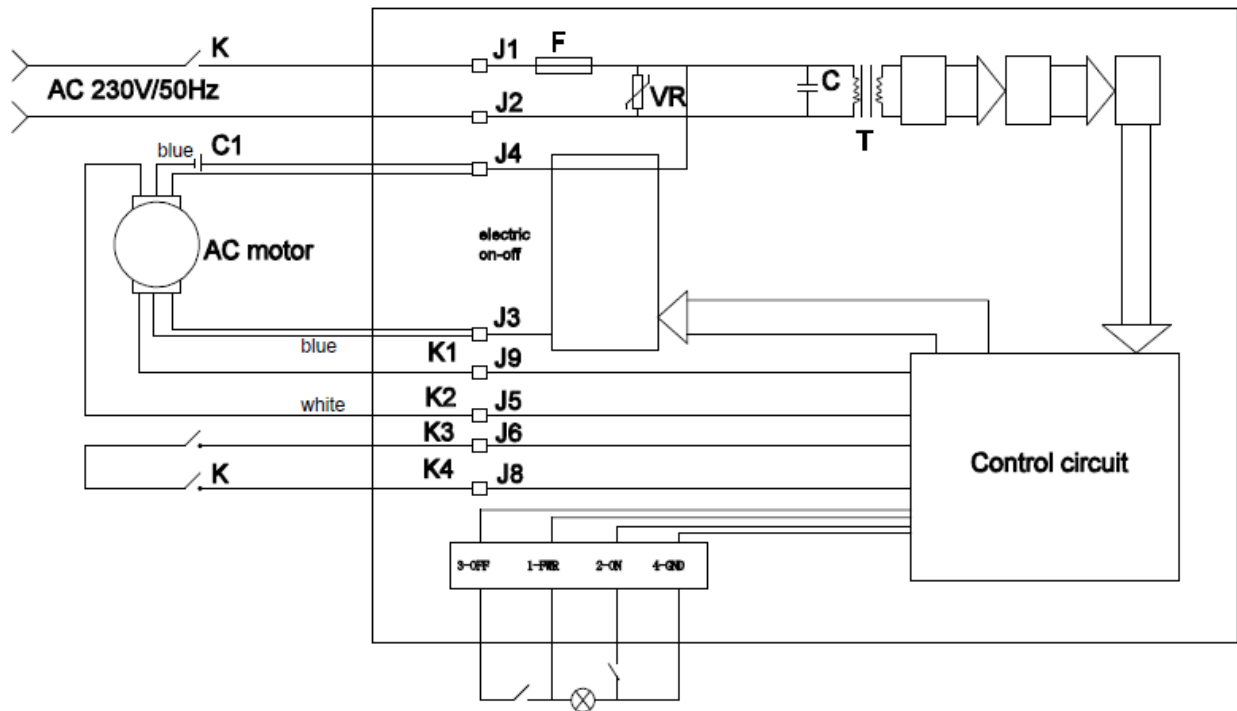 K
J1
F
AC 230V/50Hz
J2
VR
C
T
blue
C1
J4
AC motor
electric
on-off
J3
blue
K1
J9
white
K2
J5
K3
J6
K
K4
J8
Control circuit
3-OFF 1-PWR 2-ON 4-GND